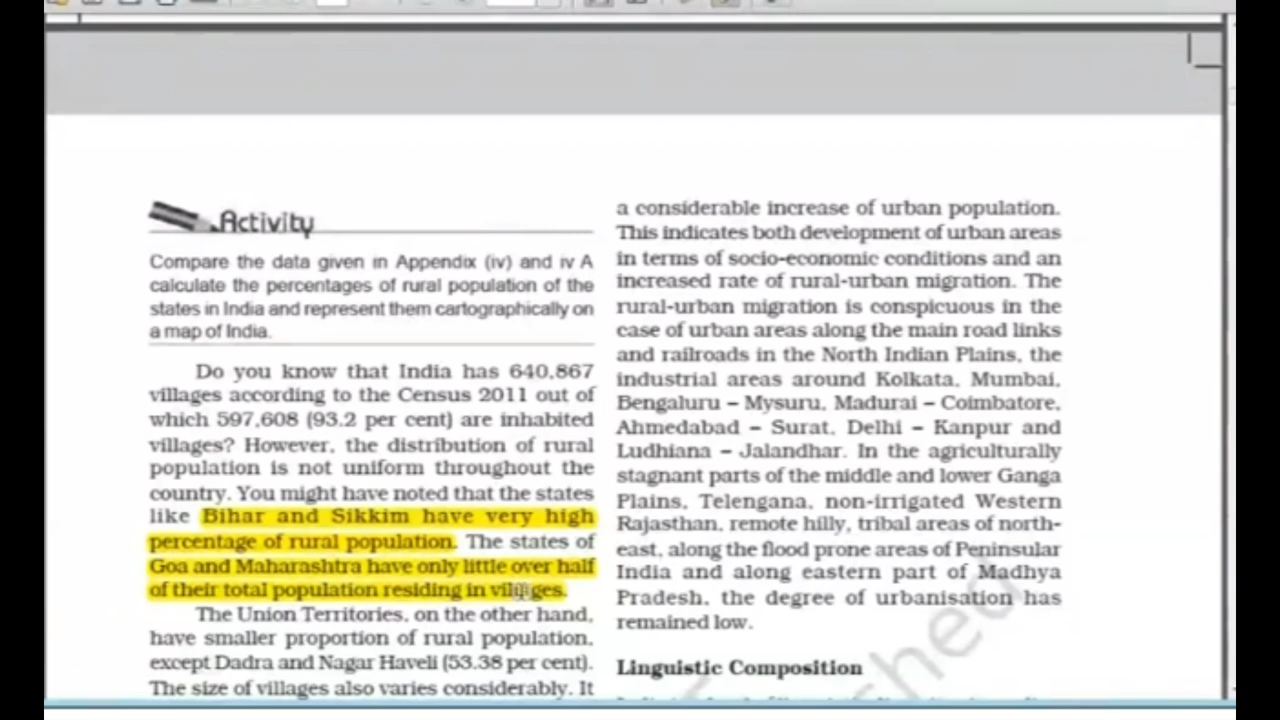 Activity
Compare the data given in Appendix (iv) and iv A
calculate the percentages of rural population of the
states in India and represent them cartographically on
a map of India.
Do you know that India has 640,867
villages according to the Census 2011 out of
which 597,608 (93.2 per cent) are inhabited
villages? However, the distribution of rural
population is not uniform throughout the
country. You might have noted that the states
like Bihar and Sikkim have very high
percentage of rural population. The states of
Goa and Maharashtra have only little over half
of their total population residing in villages.
The Union Territories, on the other hand,
have smaller proportion of rural population,
except Dadra and Nagar Haveli (53.38 per cent).
The size of villages also varies considerably. It
a considerable increase of urban population.
This indicates both development of urban areas
in terms of socio-economic conditions and an
increased rate of rural-urban migration. The
rural-urban migration is conspicuous in the
case of urban areas along the main road links
and railroads in the North Indian Plains, the
industrial areas around Kolkata, Mumbai,
Bengaluru – Mysuru, Madurai – Coimbatore,
Ahmedabad – Surat, Delhi – Kanpur and
Ludhiana – Jalandhar. In the agriculturally
stagnant parts of the middle and lower Ganga
Plains, Telengana, non-irrigated Western
Rajasthan, remote hilly, tribal areas of north-
east, along the flood prone areas of Peninsular
India and along eastern part of Madhya
Pradesh, the degree of urbanisation has
remained low.
Linguistic Composition